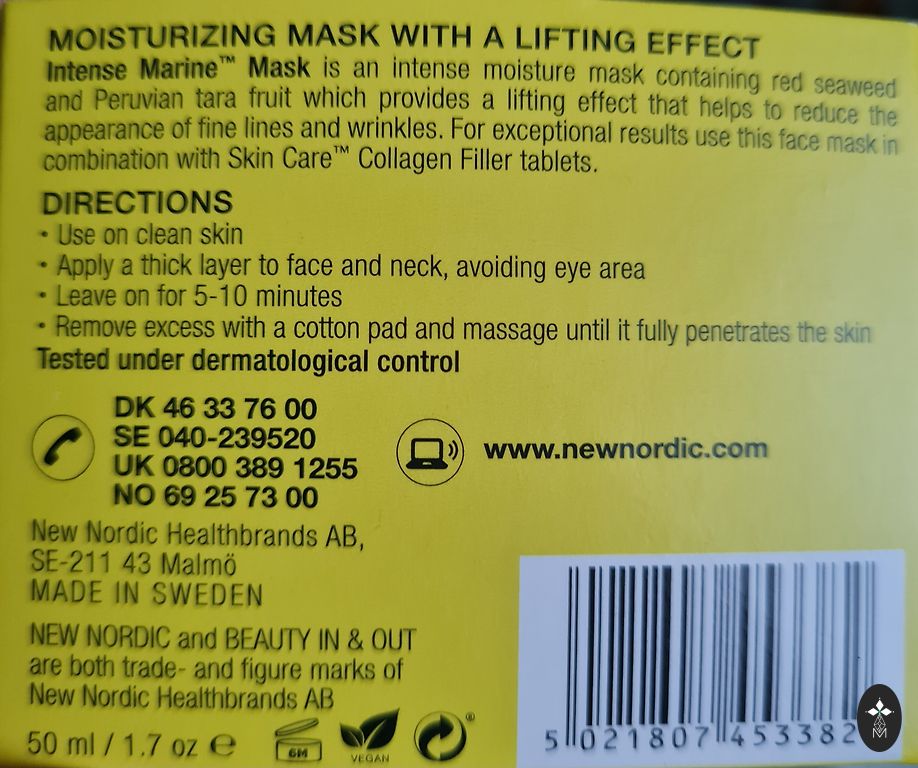 MOISTURIZING MASK WITH A LIFTING EFFECT
Intense Marine™ Mask is an intense moisture mask containing red seaweed
and Peruvian tara fruit which provides a lifting effect that helps to reduce the
appearance of fine lines and wrinkles. For exceptional results use this face mask in
combination with Skin Care™ Collagen Filler tablets.
DIRECTIONS
• Use on clean skin
• Apply a thick layer to face and neck, avoiding eye area
• Leave on for 5-10 minutes
• Remove excess with a cotton pad and massage until it fully penetrates the skin
Tested under dermatological control
DK 46 33 76 00
SE 040-239520
UK 0800 389 1255
NO 69 25 73 00
www.newnordic.com
New Nordic Healthbrands AB,
SE-211 43 Malmö
MADE IN SWEDEN
NEW NORDIC and BEAUTY IN & OUT
are both trade- and figure marks of
New Nordic Healthbrands AB
50 ml / 1.7 oz ℮
6M
VEGAN
®
5 021807 453382
M